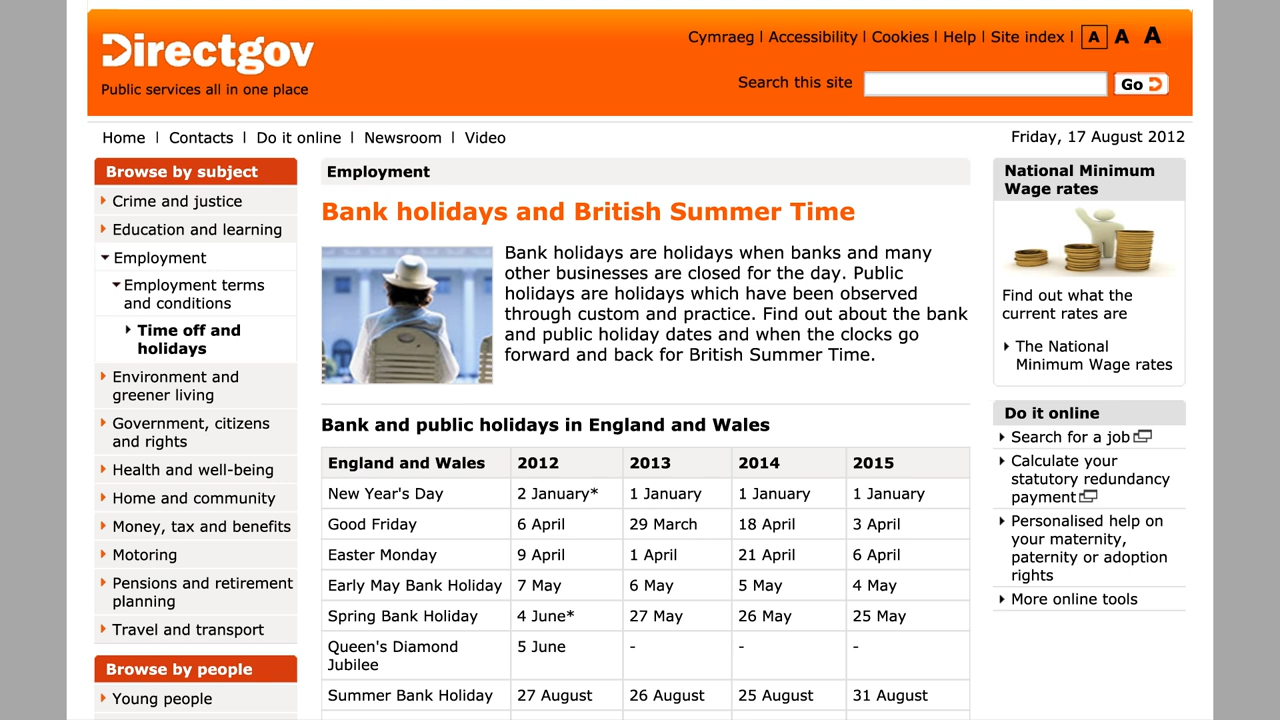 Directgov
Public services all in one place
Cymraeg | Accessibility | Cookies | Help | Site index | A A A
Search this site
Go
Home | Contacts | Do it online | Newsroom | Video
Friday, 17 August 2012
Browse by subject
Crime and justice
Education and learning
Employment
Employment terms
and conditions
Time off and
holidays
Environment and
greener living
Government, citizens
and rights
Health and well-being
Home and community
Money, tax and benefits
Motoring
Pensions and retirement
planning
Travel and transport
Browse by people
Young people
Employment
Bank holidays and British Summer Time
Bank holidays are holidays when banks and many
other businesses are closed for the day. Public
holidays are holidays which have been observed
through custom and practice. Find out about the bank
and public holiday dates and when the clocks go
forward and back for British Summer Time.
Bank and public holidays in England and Wales
England and Wales 2012 2013 2014 2015
New Year's Day 2 January* 1 January 1 January 1 January
Good Friday 6 April 29 March 18 April 3 April
Easter Monday 9 April 1 April 21 April 6 April
Early May Bank Holiday 7 May 6 May 5 May 4 May
Spring Bank Holiday 4 June* 27 May 26 May 25 May
Queen's Diamond
Jubilee 5 June - - -
Summer Bank Holiday 27 August 26 August 25 August 31 August
National Minimum
Wage rates
Find out what the
current rates are
The National
Minimum Wage rates
Do it online
Search for a job
Calculate your
statutory redundancy
payment
Personalised help on
your maternity,
paternity or adoption
rights
More online tools